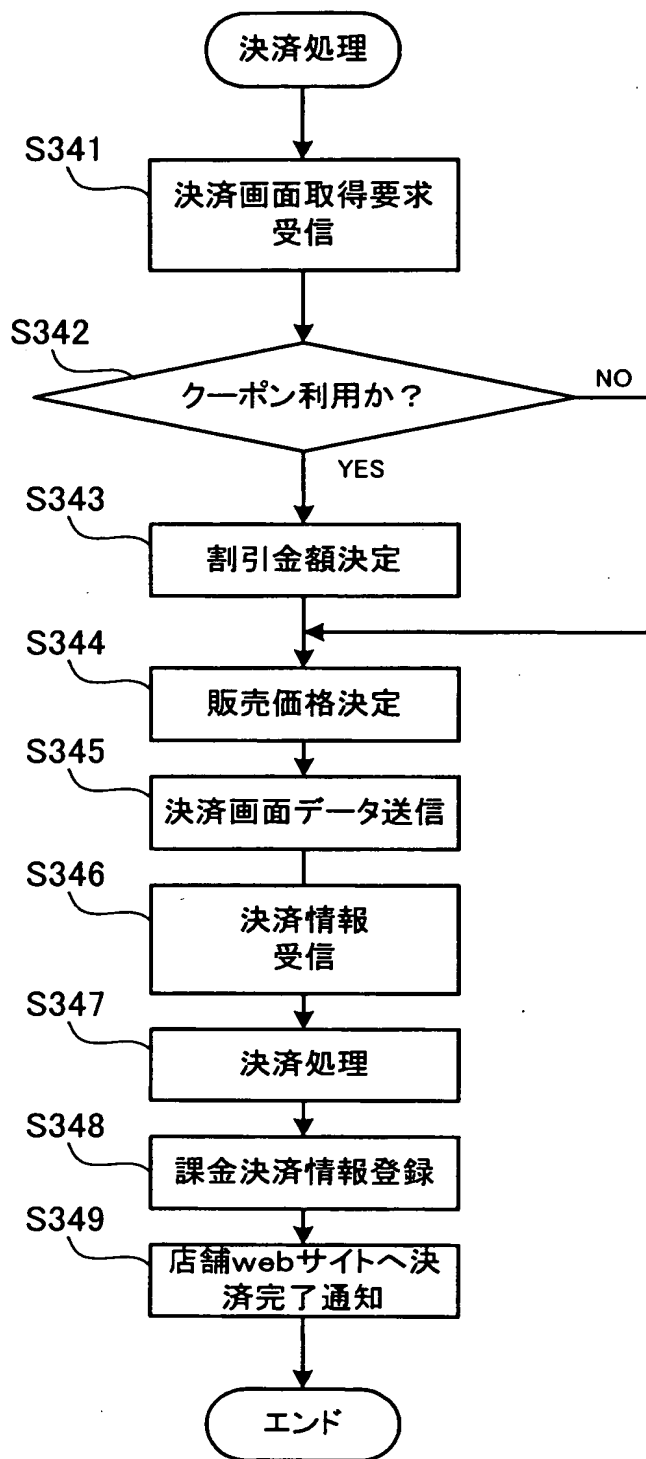 決済処理
S341
決済画面取得要求
受信
S342
クーポン利用か？
NO
YES
S343
割引金額決定
S344
販売価格決定
S345
決済画面データ送信
S346
決済情報
受信
S347
決済処理
S348
課金決済情報登録
S349
店舗webサイトへ決
済完了通知
エンド